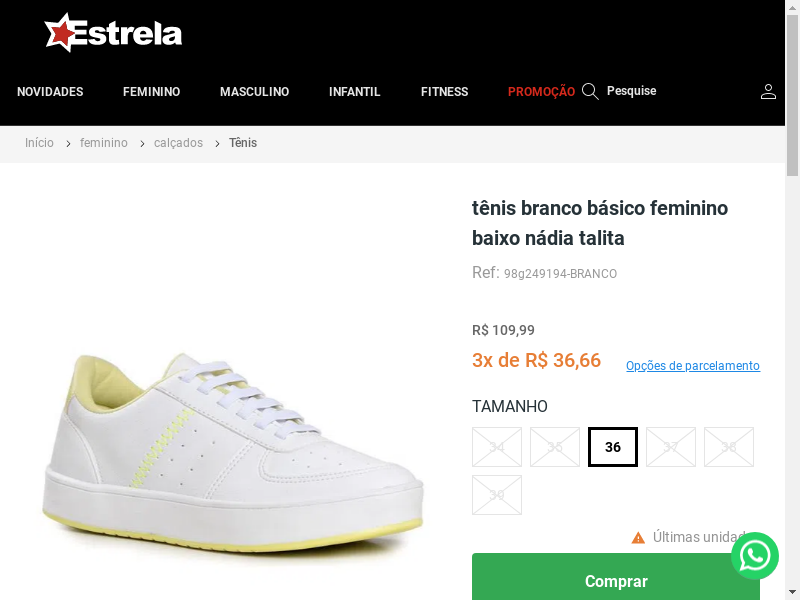 Estrela
NOVIDADES FEMININO MASCULINO INFANTIL FITNESS PROMOÇÃO Pesquise
Início > feminino > calçados > Tênis
tênis branco básico feminino
baixo nádia talita
Ref: 98g249194-BRANCO
R$ 109,99
3x de R$ 36,66 Opções de parcelamento
TAMANHO
34 35 36 37 38
39
Últimas
Comprar